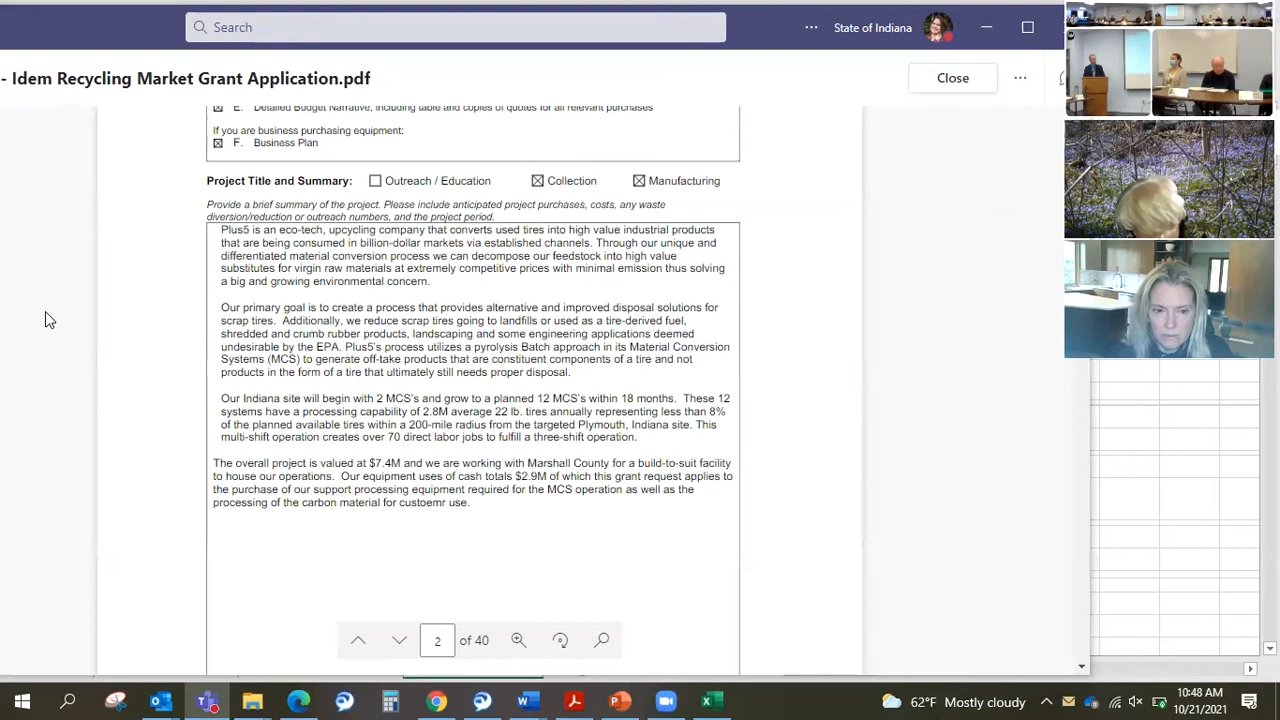 Search
State of Indiana
- Idem Recycling Market Grant Application.pdf
Close
E. Detailed Budget Narrative, including table and copies of quotes for all relevant purchases
If you are business purchasing equipment:
F. Business Plan
Project Title and Summary: Outreach / Education Collection Manufacturing
Provide a brief summary of the project. Please include anticipated project purchases, costs, any waste
diversion/reduction or outreach numbers, and the project period.
Plus5 is an eco-tech, upcycling company that converts used tires into high value industrial products
that are being consumed in billion-dollar markets via established channels. Through our unique and
differentiated material conversion process we can decompose our feedstock into high value
substitutes for virgin raw materials at extremely competitive prices with minimal emission thus solving
a big and growing environmental concern.
Our primary goal is to create a process that provides alternative and improved disposal solutions for
scrap tires. Additionally, we reduce scrap tires going to landfills or used as a tire-derived fuel,
shredded and crumb rubber products, landscaping and some engineering applications deemed
undesirable by the EPA. Plus5's process utilizes a pyrolysis Batch approach in its Material Conversion
Systems (MCS) to generate off-take products that are constituent components of a tire and not
products in the form of a tire that ultimately still needs proper disposal.
Our Indiana site will begin with 2 MCS's and grow to a planned 12 MCS's within 18 months. These 12
systems have a processing capability of 2.8M average 22 lb. tires annually representing less than 8%
of the planned available tires within a 200-mile radius from the targeted Plymouth, Indiana site. This
multi-shift operation creates over 70 direct labor jobs to fulfill a three-shift operation.
The overall project is valued at $7.4M and we are working with Marshall County for a build-to-suit facility
to house our operations. Our equipment uses of cash totals $2.9M of which this grant request applies to
the purchase of our support processing equipment required for the MCS operation as well as the
processing of the carbon material for custoemr use.
2 of 40
62°F Mostly cloudy
10:48 AM
10/21/2021